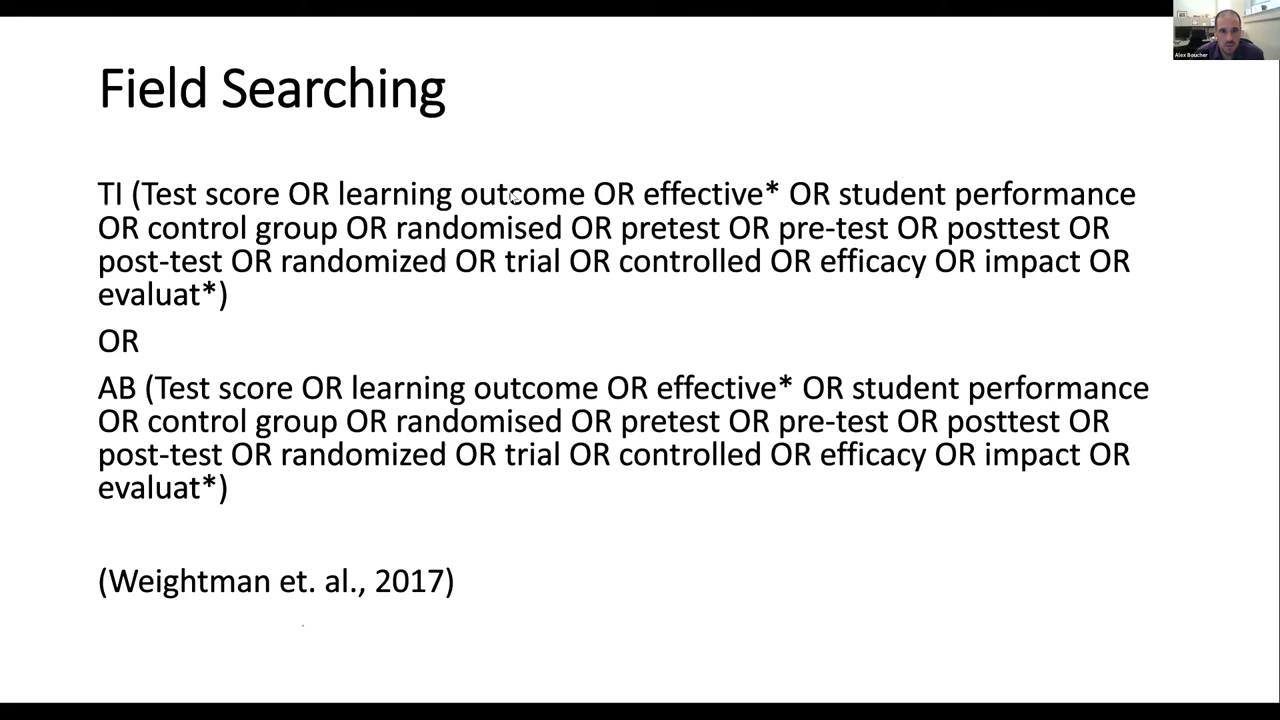 Alex Boucher
Field Searching
TI (Test score OR learning outcome OR effective* OR student performance
OR control group OR randomised OR pretest OR pre-test OR posttest OR
post-test OR randomized OR trial OR controlled OR efficacy OR impact OR
evaluat*)
OR
AB (Test score OR learning outcome OR effective* OR student performance
OR control group OR randomised OR pretest OR pre-test OR posttest OR
post-test OR randomized OR trial OR controlled OR efficacy OR impact OR
evaluat*)
(Weightman et. al., 2017)